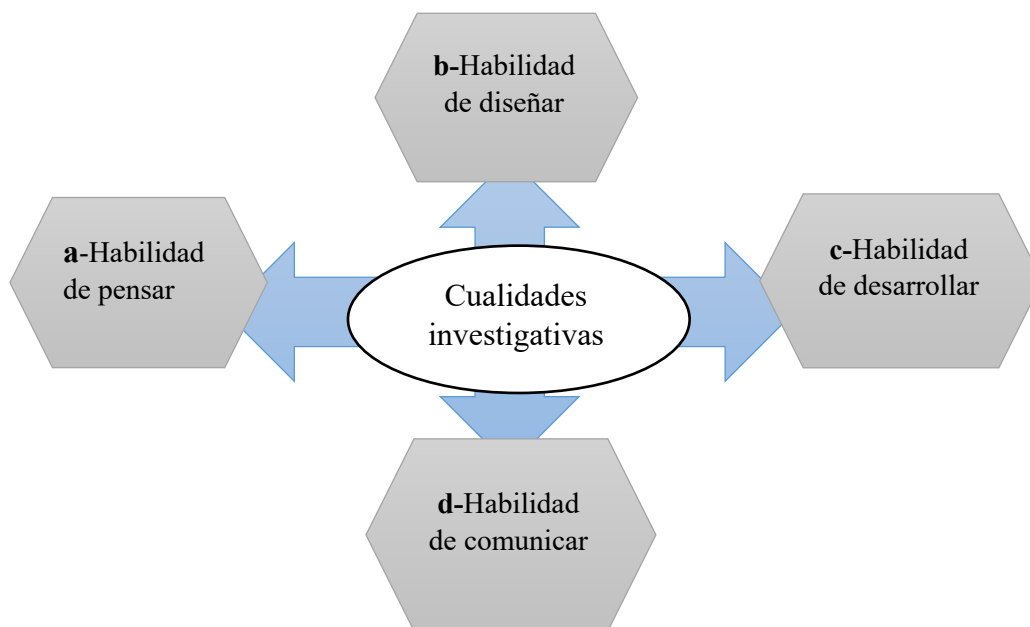 b-Habilidad
de diseñar
a-Habilidad
de pensar
c-Habilidad
de desarrollar
Cualidades
investigativas
d-Habilidad
de comunicar